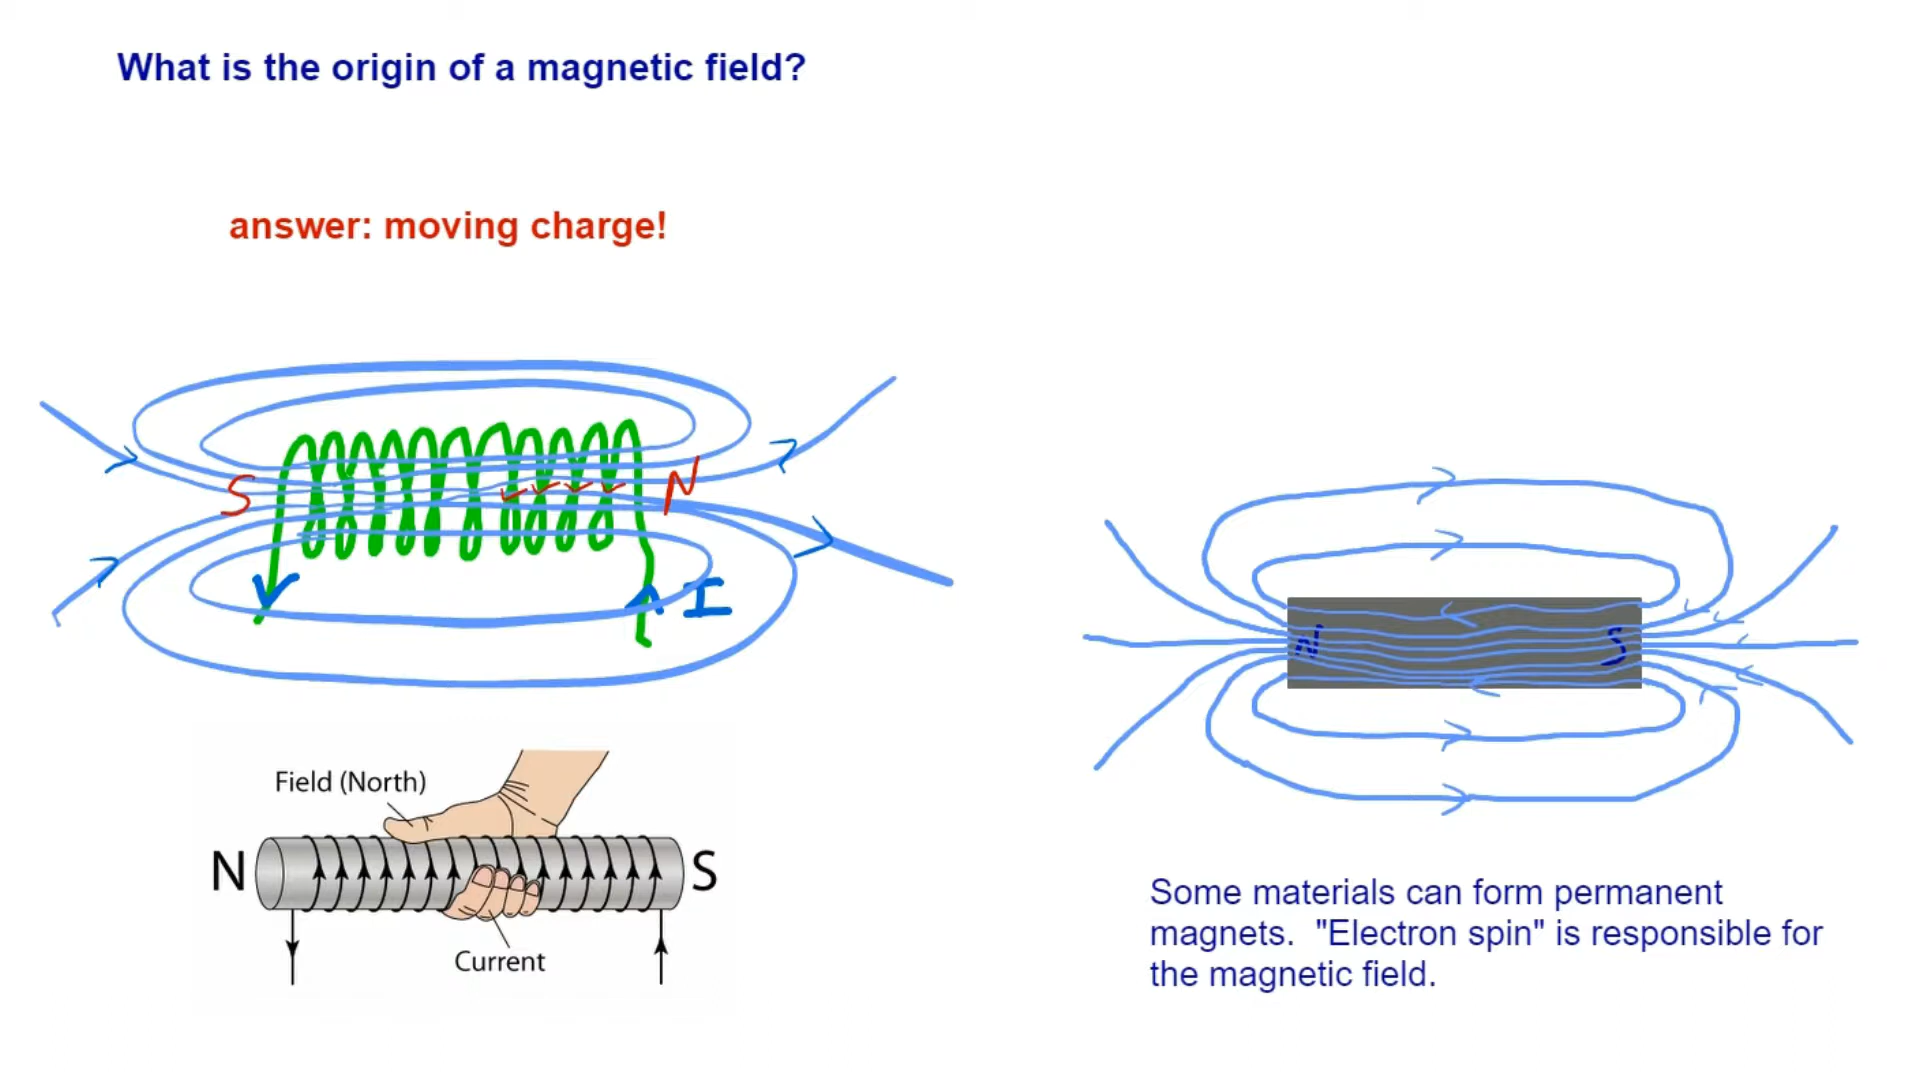 What is the origin of a magnetic field?
answer: moving charge!
S
N
I
N
S
Field (North)
N
S
Current
Some materials can form permanent
magnets. "Electron spin" is responsible for
the magnetic field.